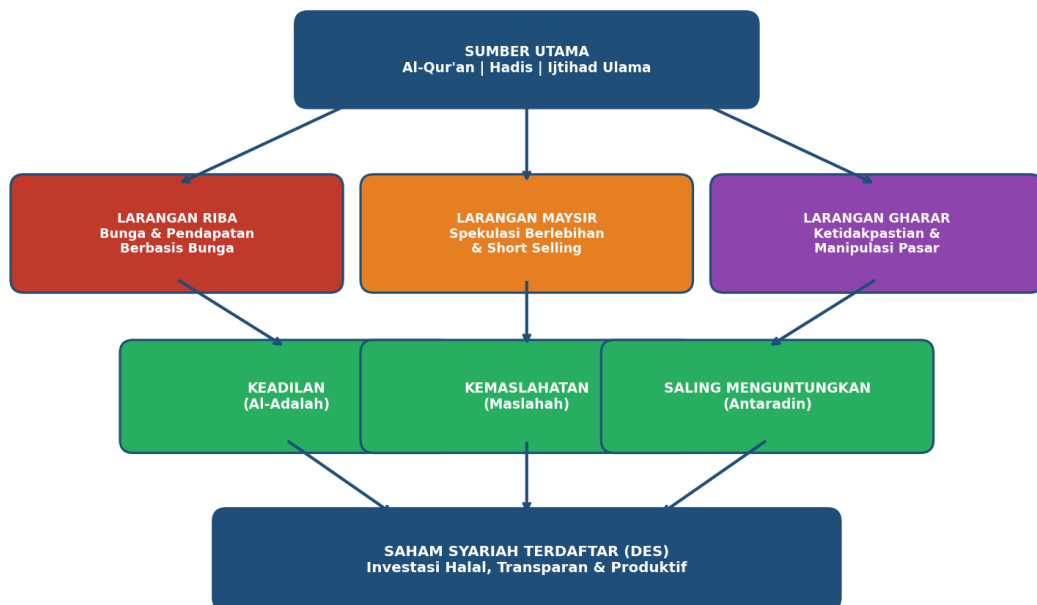 SUMBER UTAMA
Al-Qur'an | Hadis | Ijtihad Ulama
LARANGAN RIBA
Bunga & Pendapatan
Berbasis Bunga
LARANGAN MAYSIR
Spekulasi Berlebihan
& Short Selling
LARANGAN GHARAR
Ketidakpastian &
Manipulasi Pasar
KEADILAN
(Al-Adalah)
KEMASLAHATAN
(Maslahah)
SALING MENGUNTUNGKAN
(Antaradin)
SAHAM SYARIAH TERDAFTAR (DES)
Investasi Halal, Transparan & Produktif